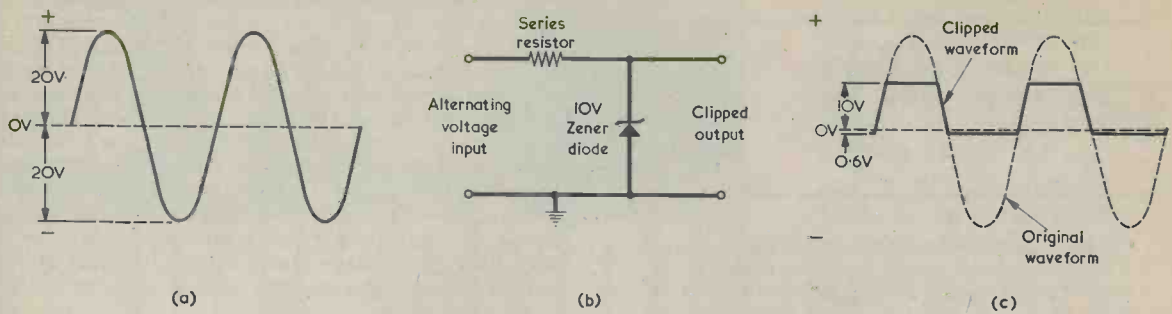 +
20V
0V
20V
−
(a)
Series
resistor
Alternating
voltage
input
10V
Zener
diode
Clipped
output
(b)
+
Clipped
waveform
10V
0V
0·6V
−
Original
waveform
(c)